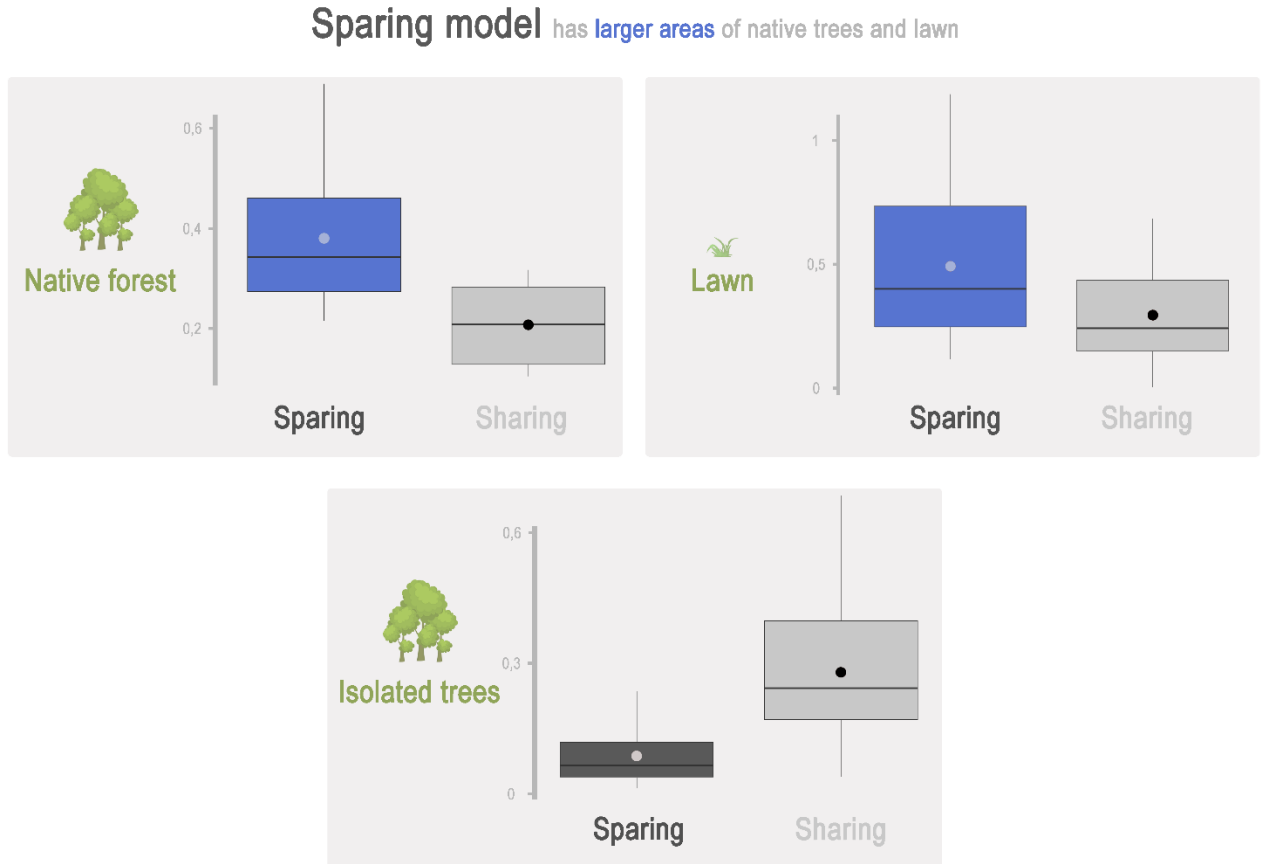 Sparing model has larger areas of native trees and lawn
0,6
0,4
0,2
Native forest
Sparing Sharing
1
0,5
0
Lawn
Sparing Sharing
0,6
0,3
0
Isolated trees
Sparing Sharing